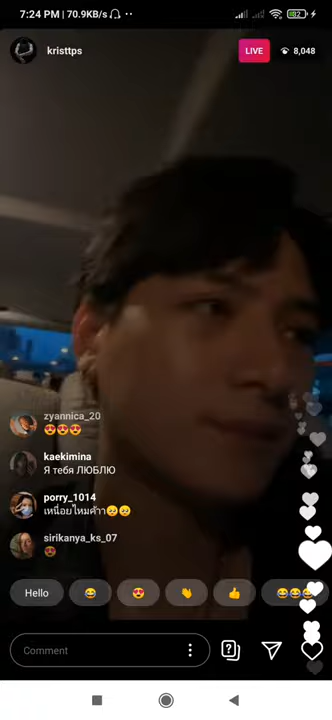 7:24 PM | 70.9KB/s
82
kristtps
LIVE
8,048
zyannica_20
😍😍😍
kaekimina
Я тебя ЛЮБЛЮ
porry_1014
เหนื่อยไหมค้าา🥺🥺
sirikanya_ks_07
😍
Hello
😂
😍
👏
👍
😂😂😂
Comment